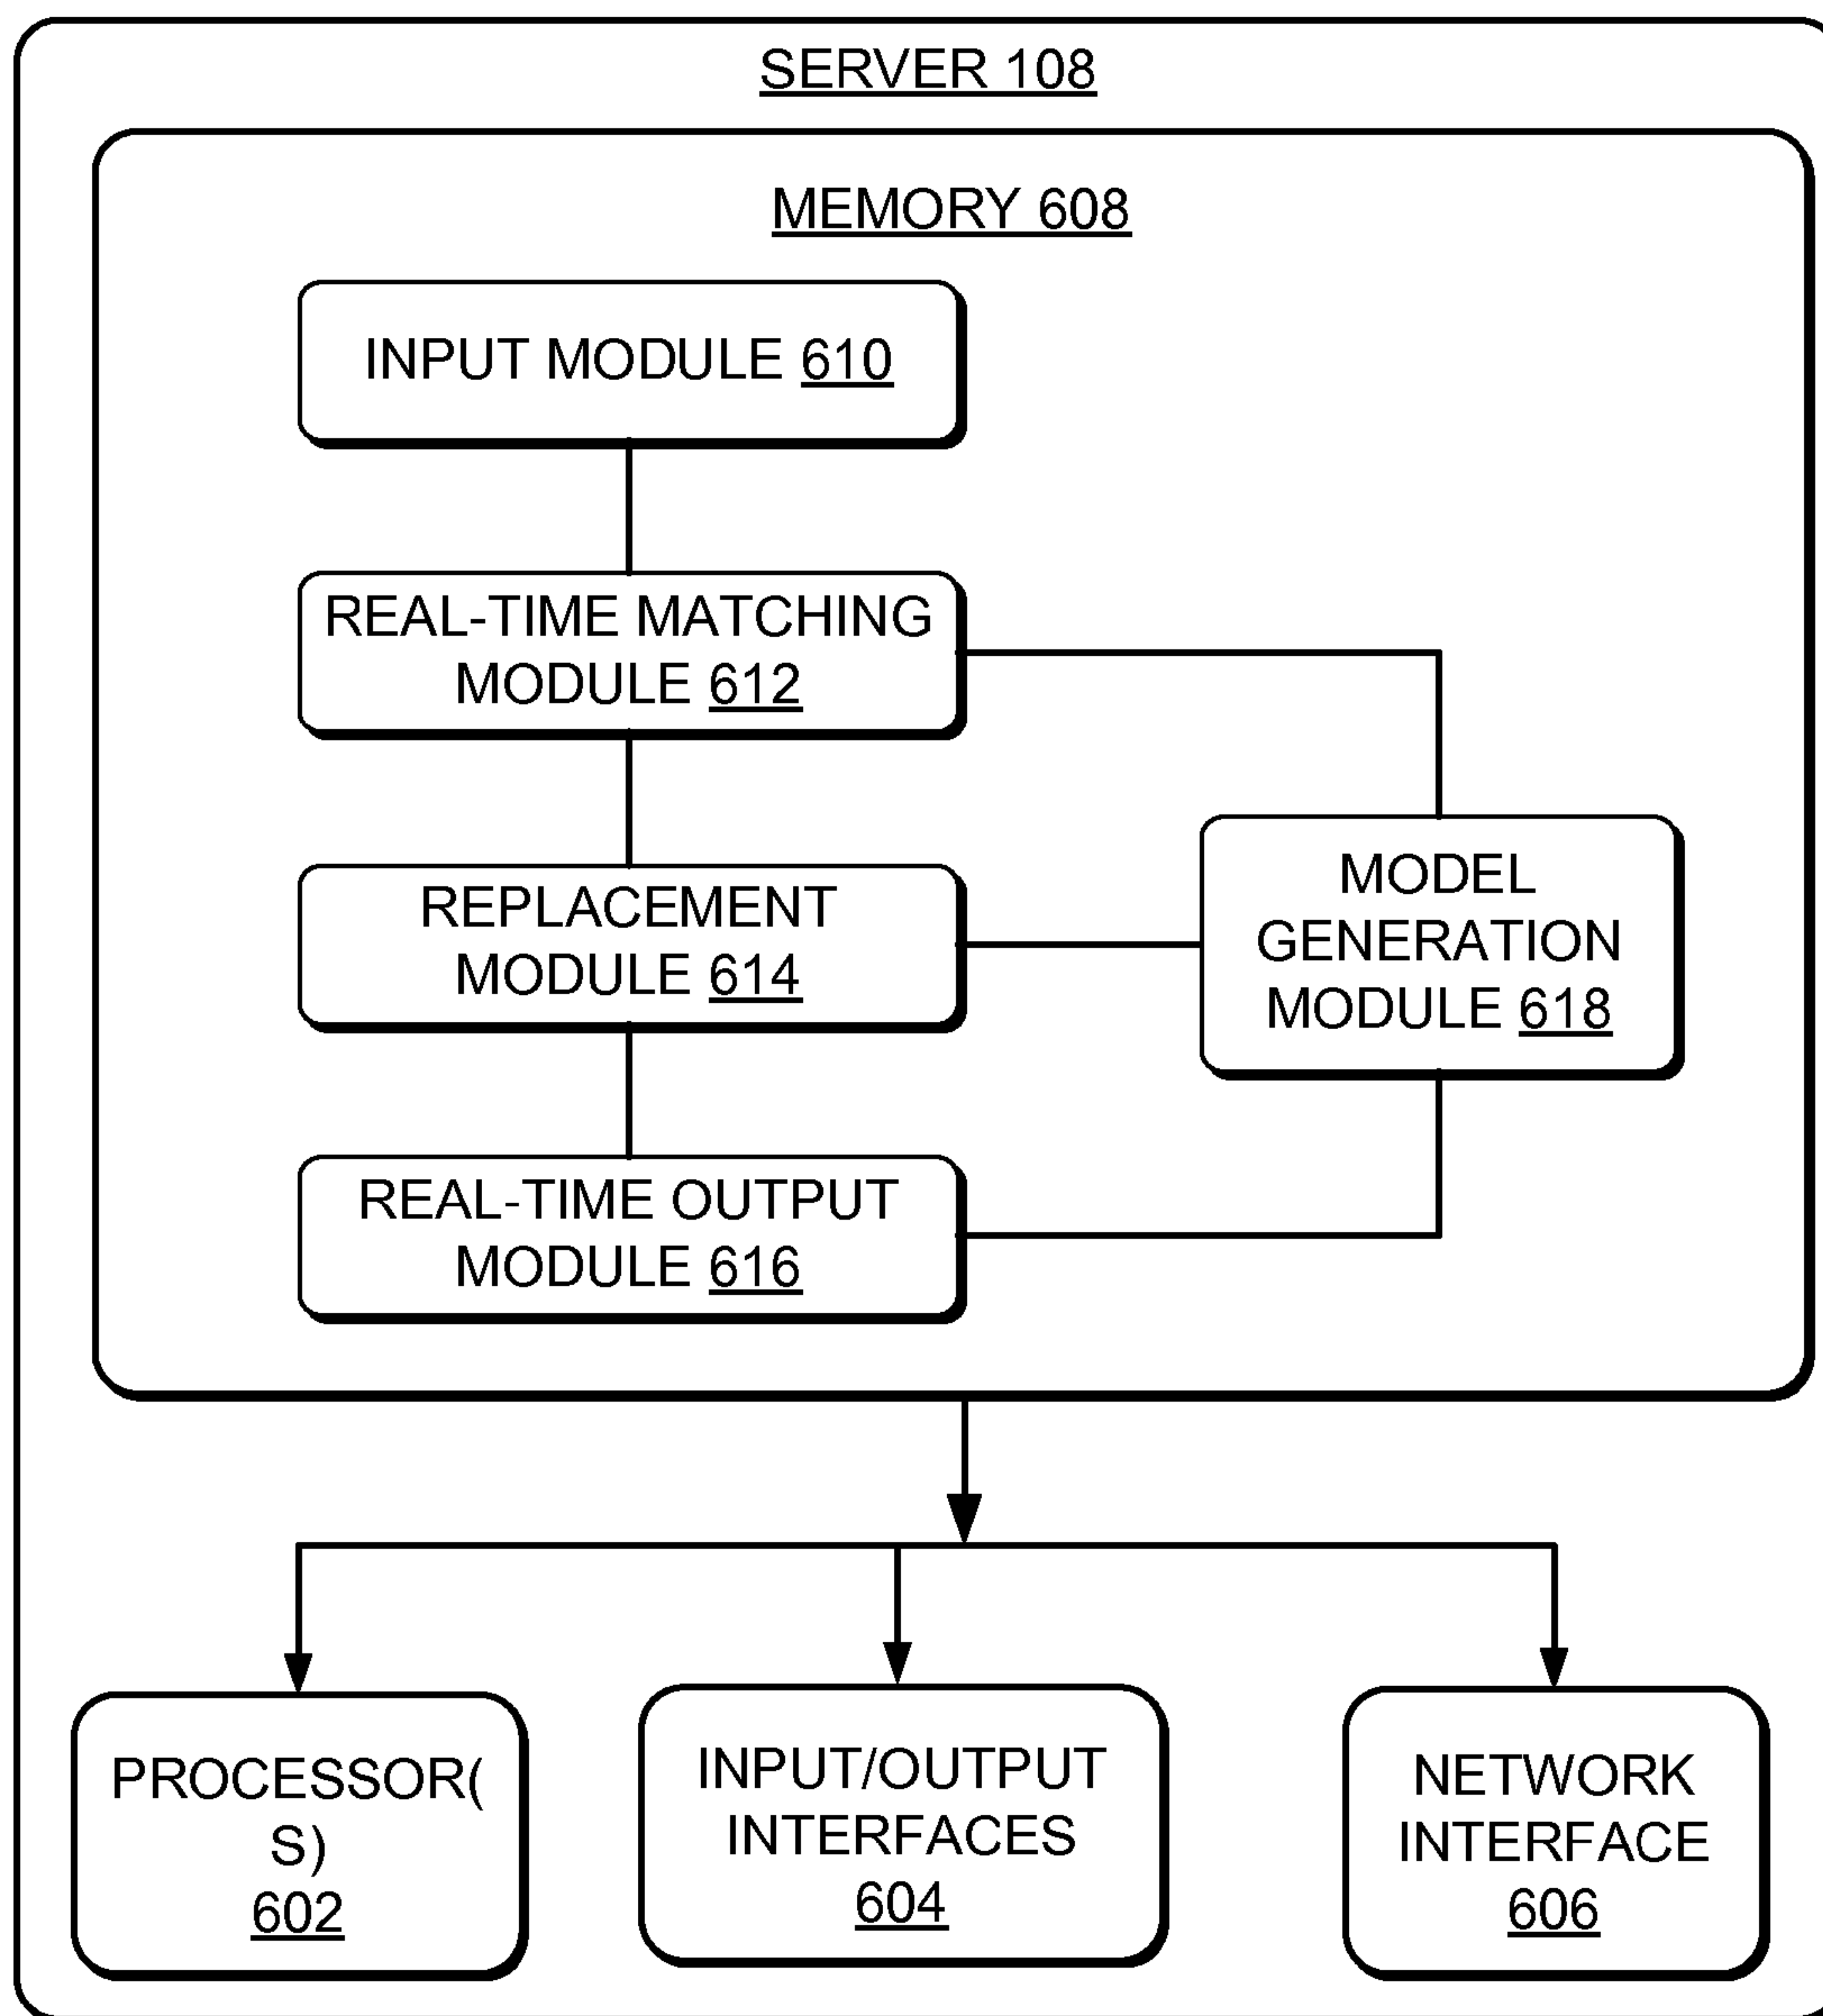 SERVER 108
MEMORY 608
INPUT MODULE 610
REAL-TIME MATCHING
MODULE 612
REPLACEMENT
MODULE 614
MODEL
GENERATION
MODULE 618
REAL-TIME OUTPUT
MODULE 616
PROCESSOR(
S)
602
INPUT/OUTPUT
INTERFACES
604
NETWORK
INTERFACE
606